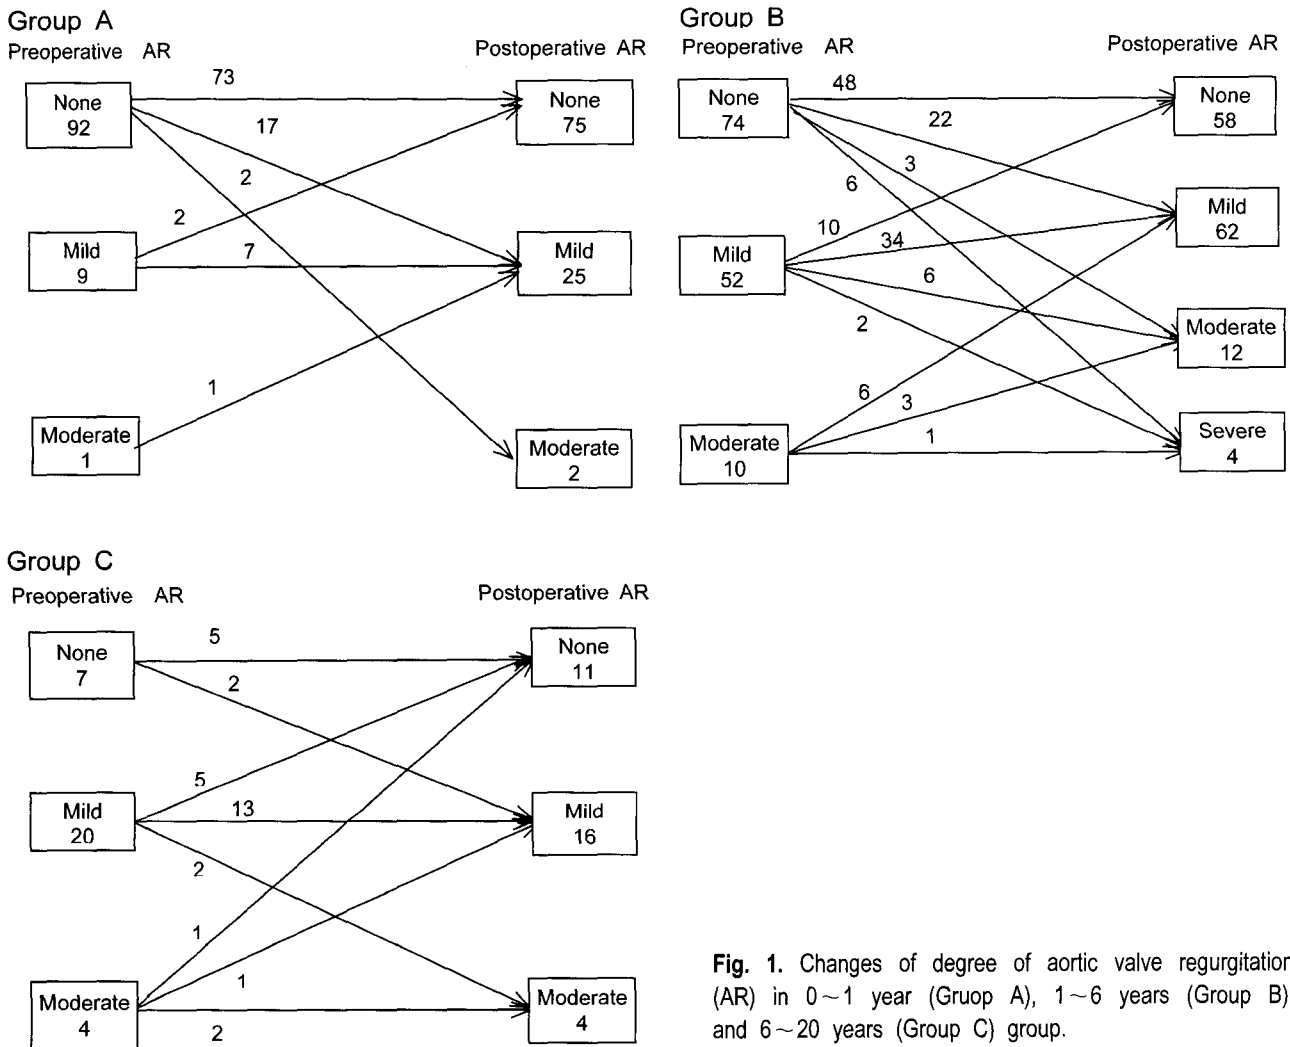 Group A
Preoperative AR
Postoperative AR
None
92
73
17
2
None
75
Mild
9
2
7
Mild
25
Moderate
1
1
Moderate
2
Group B
Preoperative AR
Postoperative AR
None
74
48
22
3
6
None
58
Mild
52
10
34
6
2
Mild
62
Moderate
12
Moderate
10
6
3
1
Severe
4
Group C
Preoperative AR
Postoperative AR
None
7
5
2
None
11
Mild
20
5
13
2
Mild
16
Moderate
4
1
1
2
Moderate
4
Fig. 1. Changes of degree of aortic valve regurgitation
(AR) in 0~1 year (Gruop A), 1~6 years (Group B)
and 6~20 years (Group C) group.